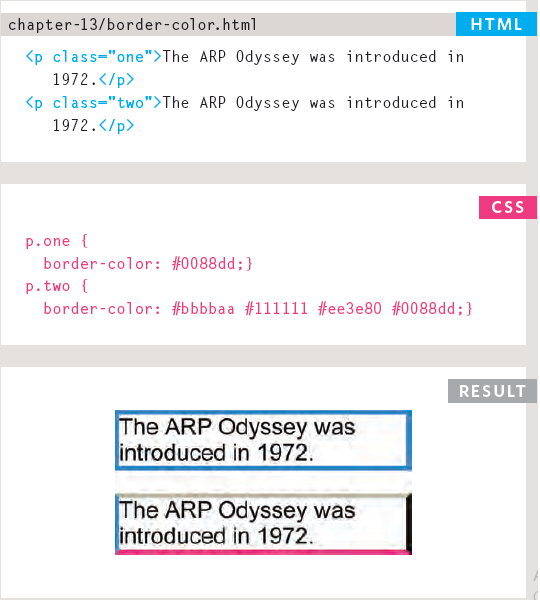 chapter-13/border-color.html
HTML
<p class="one">The ARP Odyssey was introduced in
1972.</p>
<p class="two">The ARP Odyssey was introduced in
1972.</p>
CSS
p.one {
border-color: #0088dd;}
p.two {
border-color: #bbbbaa #111111 #ee3e80 #0088dd;}
RESULT
The ARP Odyssey was
introduced in 1972.
The ARP Odyssey was
introduced in 1972.